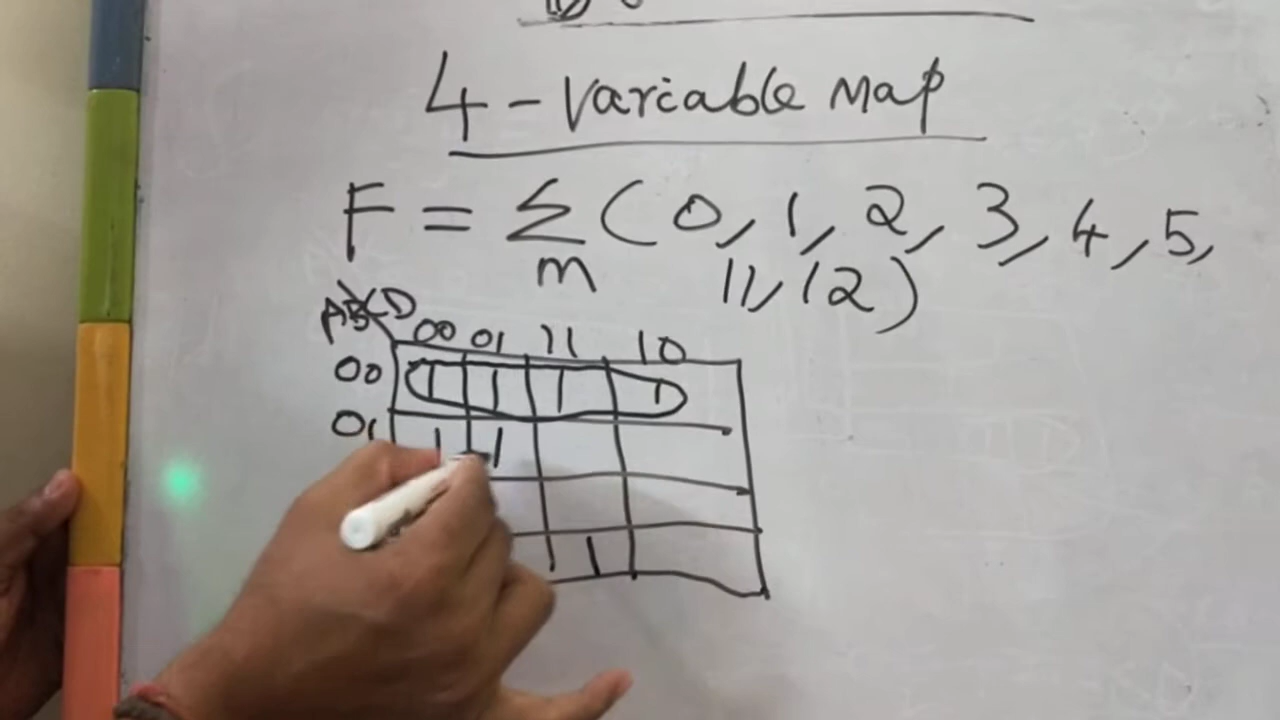 4-Variable Map
F = Σ ( 0, 1, 2, 3, 4, 5,
m 11, 12 )
AB CD 00 01 11 10
00 1 1 1 1
01 1 1
1